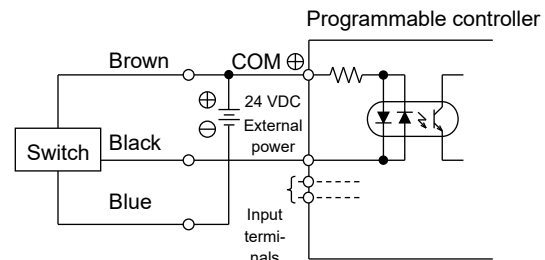 Programmable controller
Brown
COM ⊕
⊕
24 VDC
⊖
External
power
Switch
Black
Blue
Input
termi-
nals